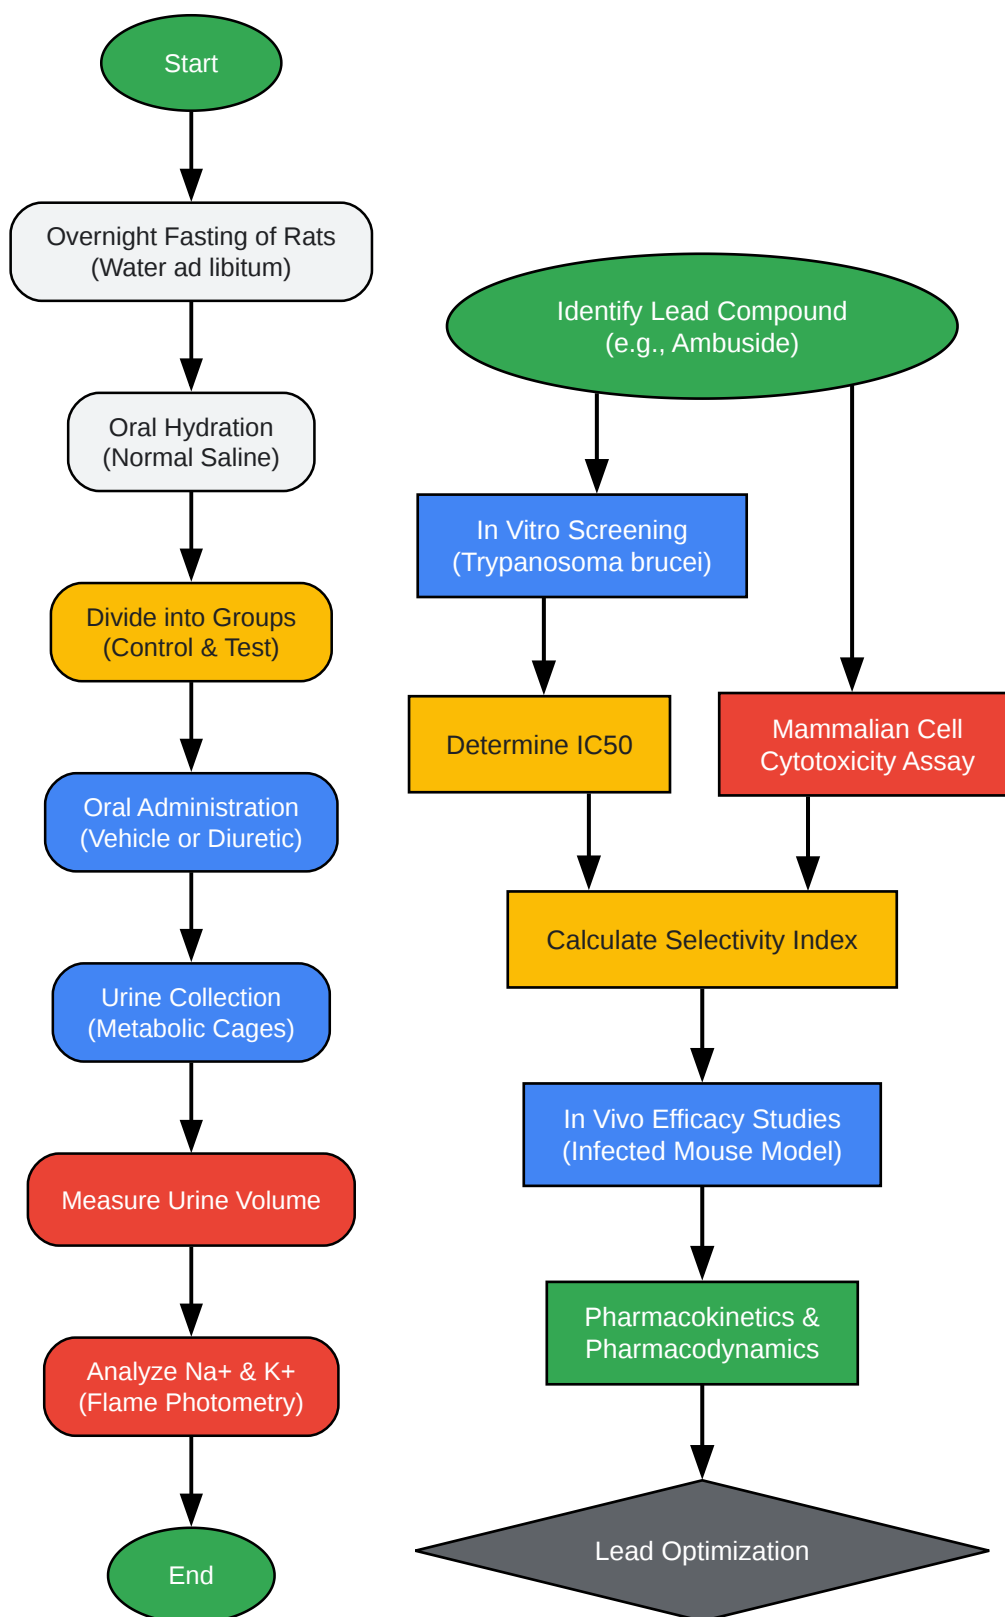 Start
Overnight Fasting of Rats
(Water ad libitum)
Oral Hydration
(Normal Saline)
Divide into Groups
(Control & Test)
Oral Administration
(Vehicle or Diuretic)
Urine Collection
(Metabolic Cages)
Measure Urine Volume
Analyze Na+ & K+
(Flame Photometry)
End
Identify Lead Compound
(e.g., Ambuside)
In Vitro Screening
(Trypanosoma brucei)
Determine IC50
Mammalian Cell
Cytotoxicity Assay
Calculate Selectivity Index
In Vivo Efficacy Studies
(Infected Mouse Model)
Pharmacokinetics &
Pharmacodynamics
Lead Optimization